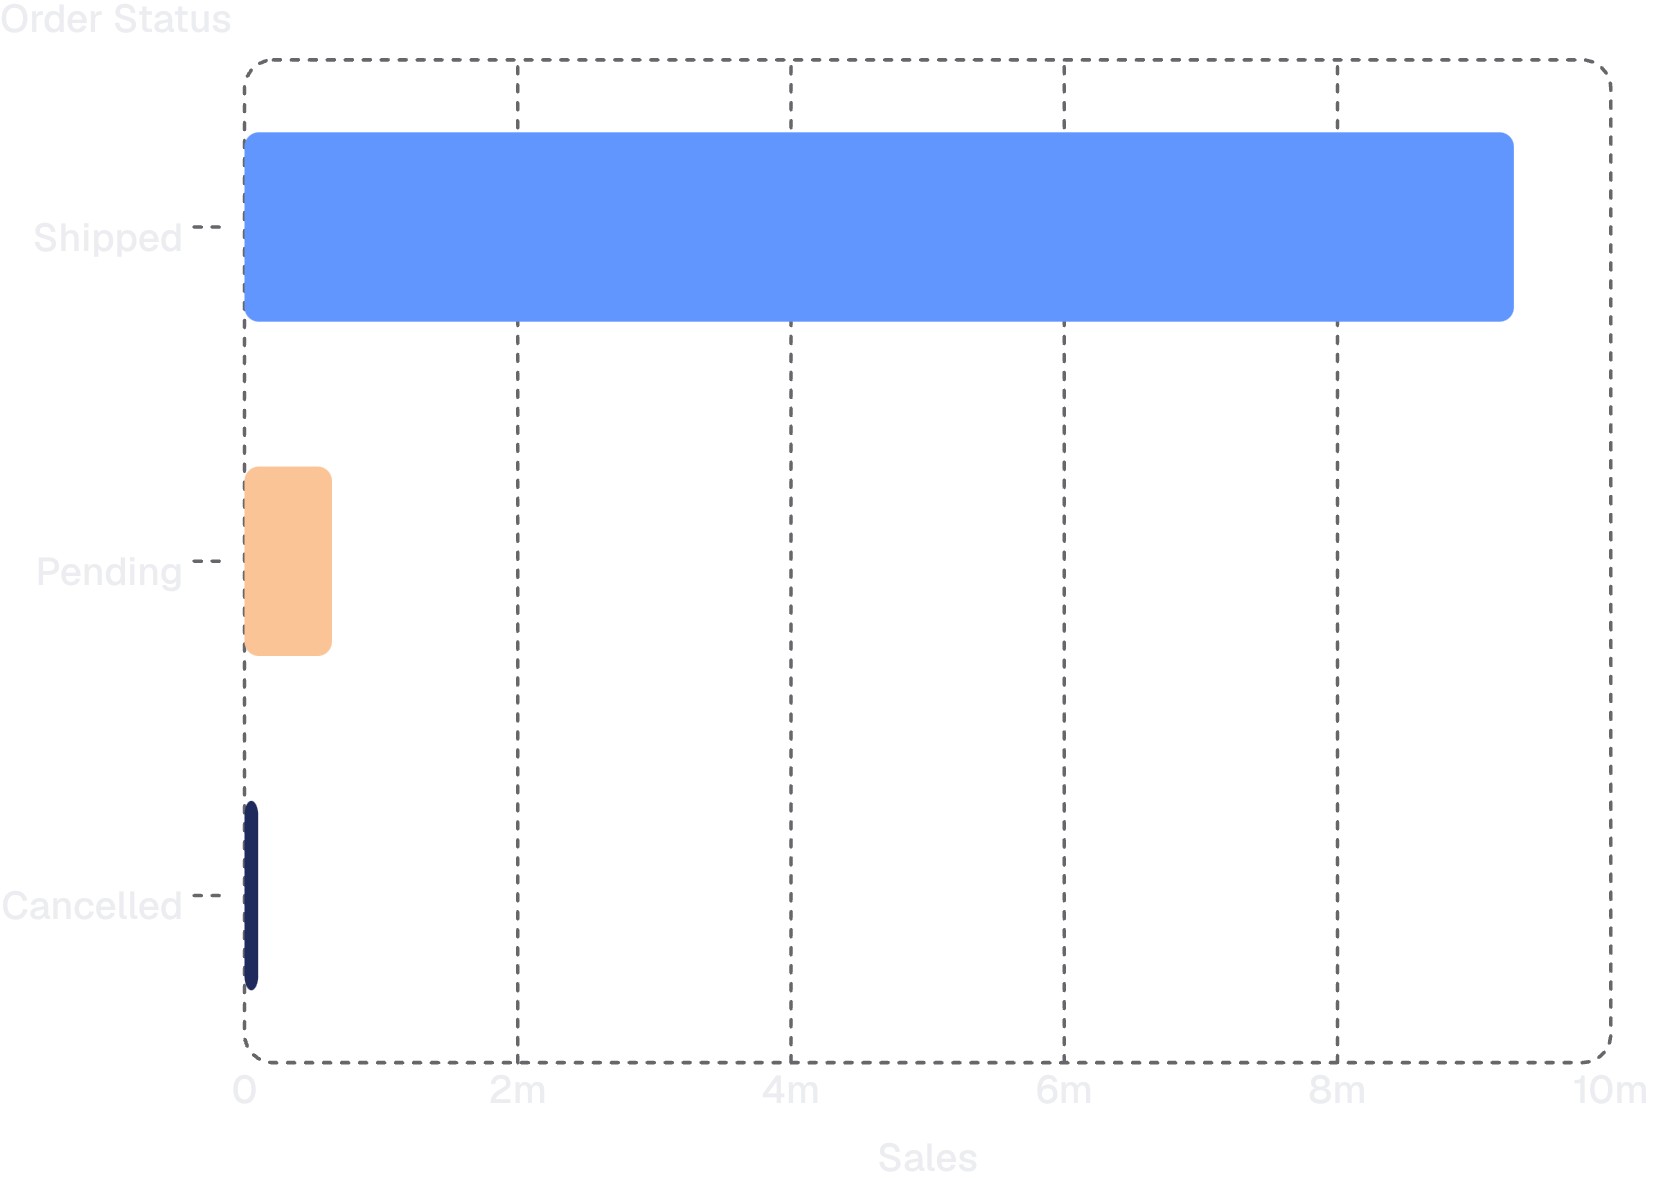 Order Status
Shipped
Pending
Cancelled
0 2m 4m 6m 8m 10m
Sales